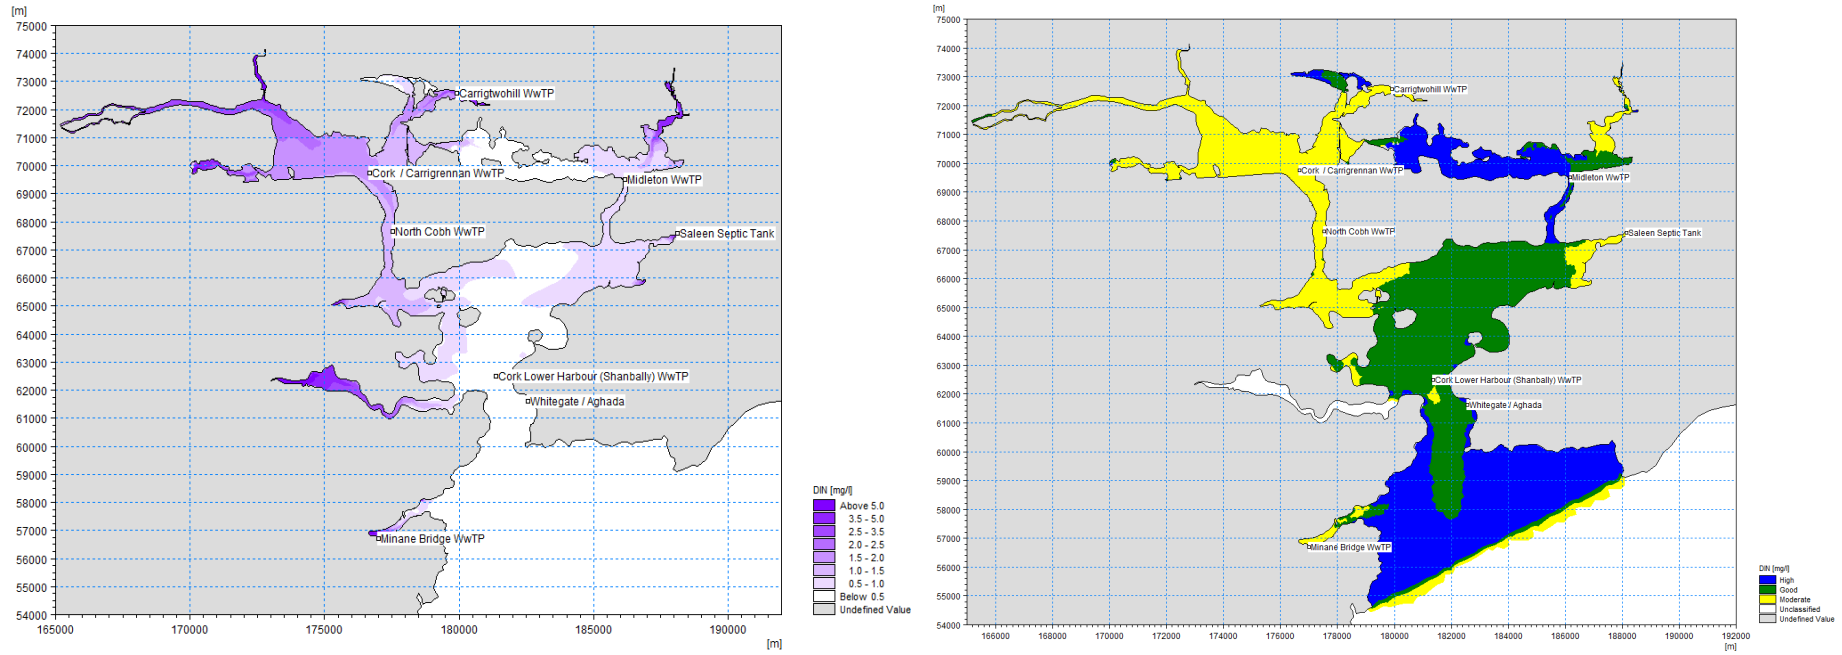 [m]
75000
74000
73000
72000
71000
70000
69000
68000
67000
66000
65000
64000
63000
62000
61000
60000
59000
58000
57000
56000
55000
54000
165000
170000
175000
180000
185000
190000
[m]
Carrigtwohill WwTP
Cork / Carrigrennan WwTP
Midleton WwTP
North Cobh WwTP
Saleen Septic Tank
Cork Lower Harbour (Shanbally) WwTP
Whitegate / Aghada
Minane Bridge WwTP
DIN [mg/l]
Above 5.0
3.5 - 5.0
2.5 - 3.5
2.0 - 2.5
1.5 - 2.0
1.0 - 1.5
0.5 - 1.0
Below 0.5
Undefined Value
[m]
75000
74000
73000
72000
71000
70000
69000
68000
67000
66000
65000
64000
63000
62000
61000
60000
59000
58000
57000
56000
55000
54000
166000
168000
170000
172000
174000
176000
178000
180000
182000
184000
186000
188000
190000
192000
[m]
Carrigtwohill WwTP
Cork / Carrigrennan WwTP
Midleton WwTP
North Cobh WwTP
Saleen Septic Tank
Cork Lower Harbour (Shanbally) WwTP
Whitegate / Aghada
Minane Bridge WwTP
DIN [mg/l]
High
Good
Moderate
Unclassified
Undefined Value